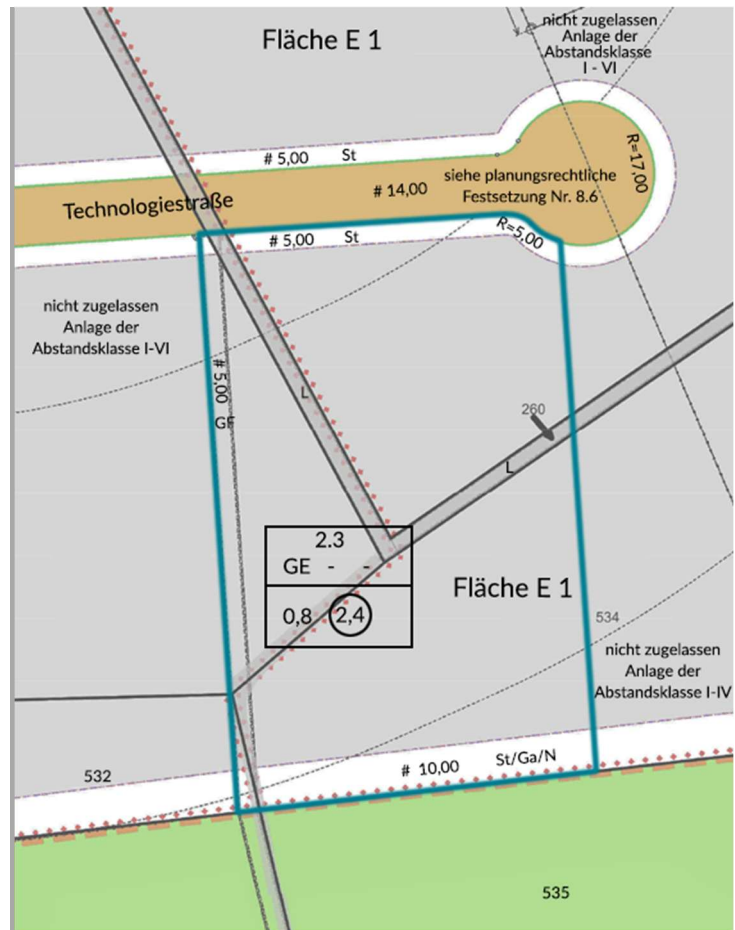 Fläche E 1
nicht zugelassen
Anlage der
Abstandsklasse
I - VI
# 5,00 St
R=17,00
siehe planungsrechtliche
Festsetzung Nr. 8.6
# 14,00
Technologiestraße
R=5,00
# 5,00 St
nicht zugelassen
Anlage der
Abstandsklasse I-VI
# 5,00
GF
L
260
L
2.3
GE - -
0,8 2,4
Fläche E 1
534
nicht zugelassen
Anlage der
Abstandsklasse I-IV
St/Ga/N
# 10,00
532
535